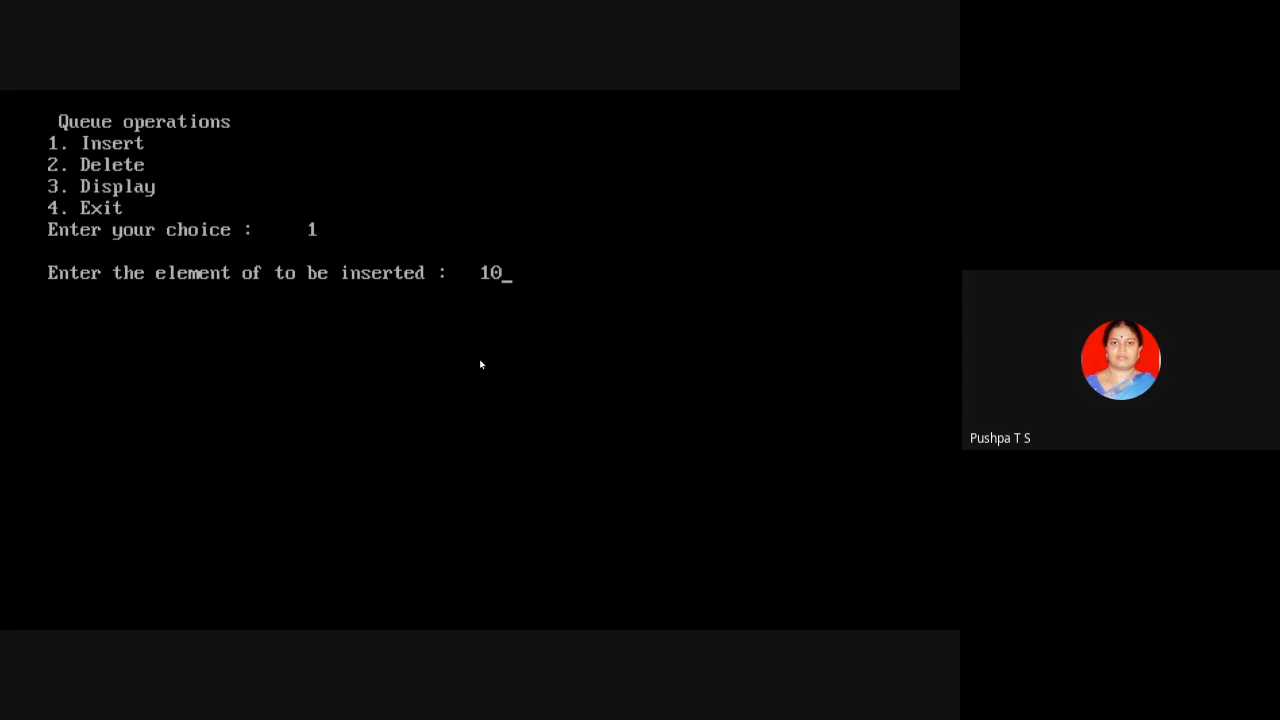 Queue operations
1. Insert
2. Delete
3. Display
4. Exit
Enter your choice : 1
Enter the element of to be inserted : 10_
Pushpa T S